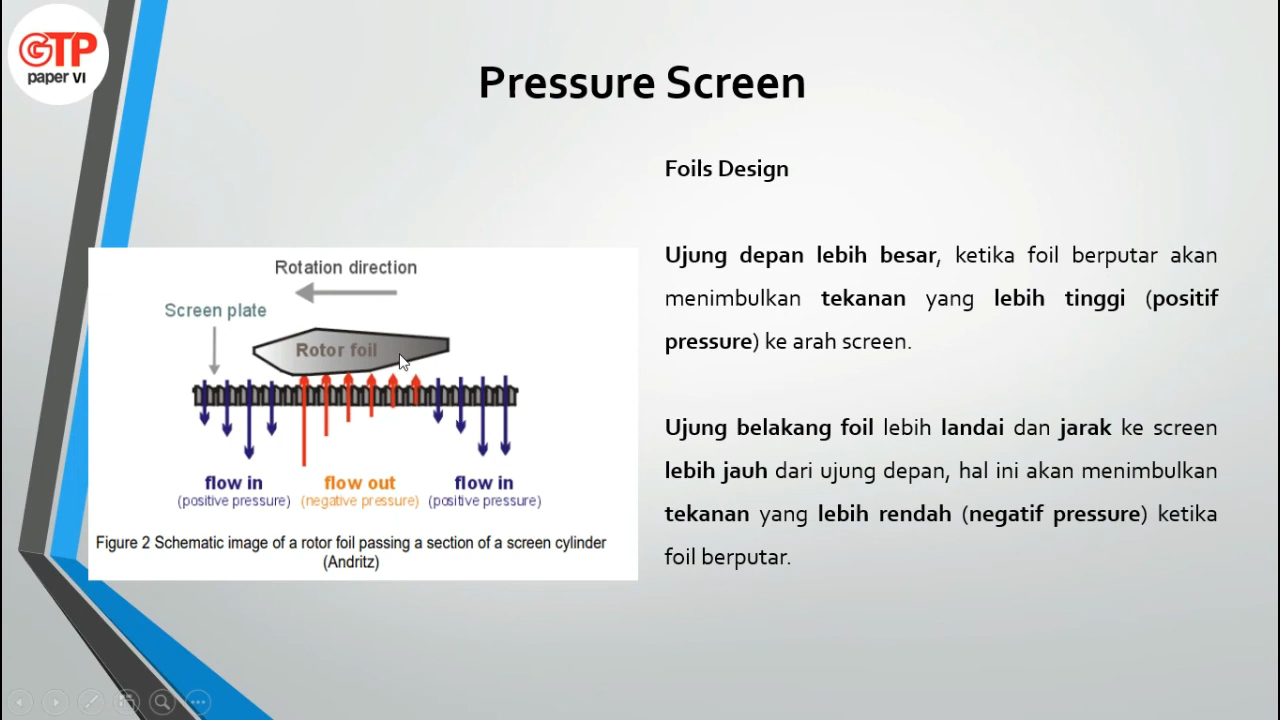 GTP
paper VI
Pressure Screen
Foils Design
Ujung depan lebih besar, ketika foil berputar akan
menimbulkan tekanan yang lebih tinggi (positif
pressure) ke arah screen.
Ujung belakang foil lebih landai dan jarak ke screen
lebih jauh dari ujung depan, hal ini akan menimbulkan
tekanan yang lebih rendah (negatif pressure) ketika
foil berputar.
Rotation direction
Screen plate
Rotor foil
flow in flow out flow in
(positive pressure) (negative pressure) (positive pressure)
Figure 2 Schematic image of a rotor foil passing a section of a screen cylinder
(Andritz)